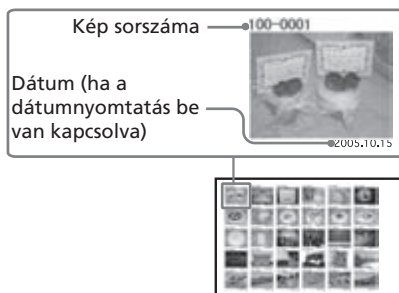 Kép sorszáma
100-0001
Dátum (ha a
dátumnyomtatás be
van kapcsolva)
2005.10.15